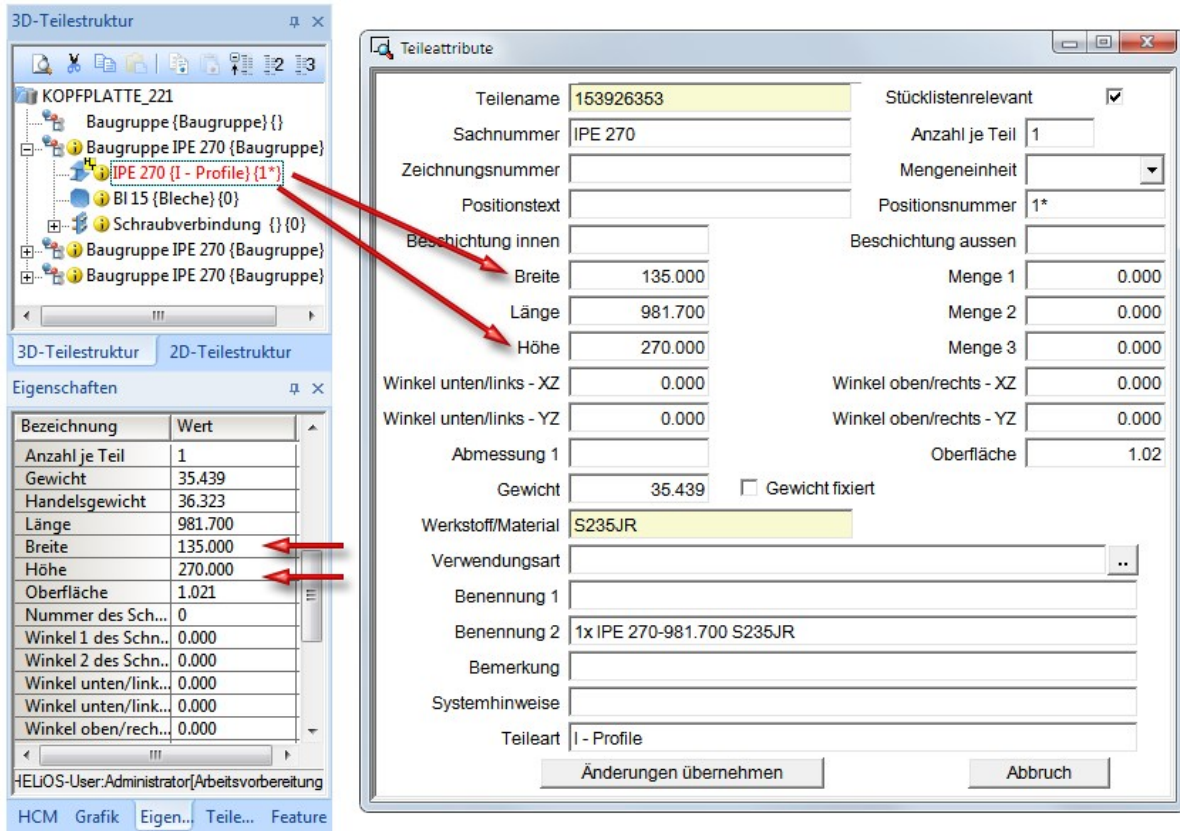 3D-Teilestruktur
2 3
KOPFPLATTE_221
Baugruppe {Baugruppe} {}
Baugruppe IPE 270 {Baugruppe}
IPE 270 {I - Profile} {1*}
Bl 15 {Bleche} {0}
Schraubverbindung {} {0}
Baugruppe IPE 270 {Baugruppe}
Baugruppe IPE 270 {Baugruppe}
3D-Teilestruktur 2D-Teilestruktur
Eigenschaften
Bezeichnung Wert
Anzahl je Teil 1
Gewicht 35.439
Handelsgewicht 36.323
Länge 981.700
Breite 135.000
Höhe 270.000
Oberfläche 1.021
Nummer des Sch... 0
Winkel 1 des Schn... 0.000
Winkel 2 des Schn... 0.000
Winkel unten/link... 0.000
Winkel unten/link... 0.000
Winkel oben/rech... 0.000
HELiOS-User:Administrator[Arbeitsvorbereitung
HCM Grafik Eigen... Teile... Feature
Teileattribute
Teilename 153926353 Stücklistenrelevant
Sachnummer IPE 270 Anzahl je Teil 1
Zeichnungsnummer Mengeneinheit
Positionstext Positionsnummer 1*
Beschichtung innen Beschichtung aussen
Breite 135.000 Menge 1 0.000
Länge 981.700 Menge 2 0.000
Höhe 270.000 Menge 3 0.000
Winkel unten/links - XZ 0.000 Winkel oben/rechts - XZ 0.000
Winkel unten/links - YZ 0.000 Winkel oben/rechts - YZ 0.000
Abmessung 1 Oberfläche 1.02
Gewicht 35.439 Gewicht fixiert
Werkstoff/Material S235JR
Verwendungsart ..
Benennung 1
Benennung 2 1x IPE 270-981.700 S235JR
Bemerkung
Systemhinweise
Teileart I - Profile
Änderungen übernehmen Abbruch